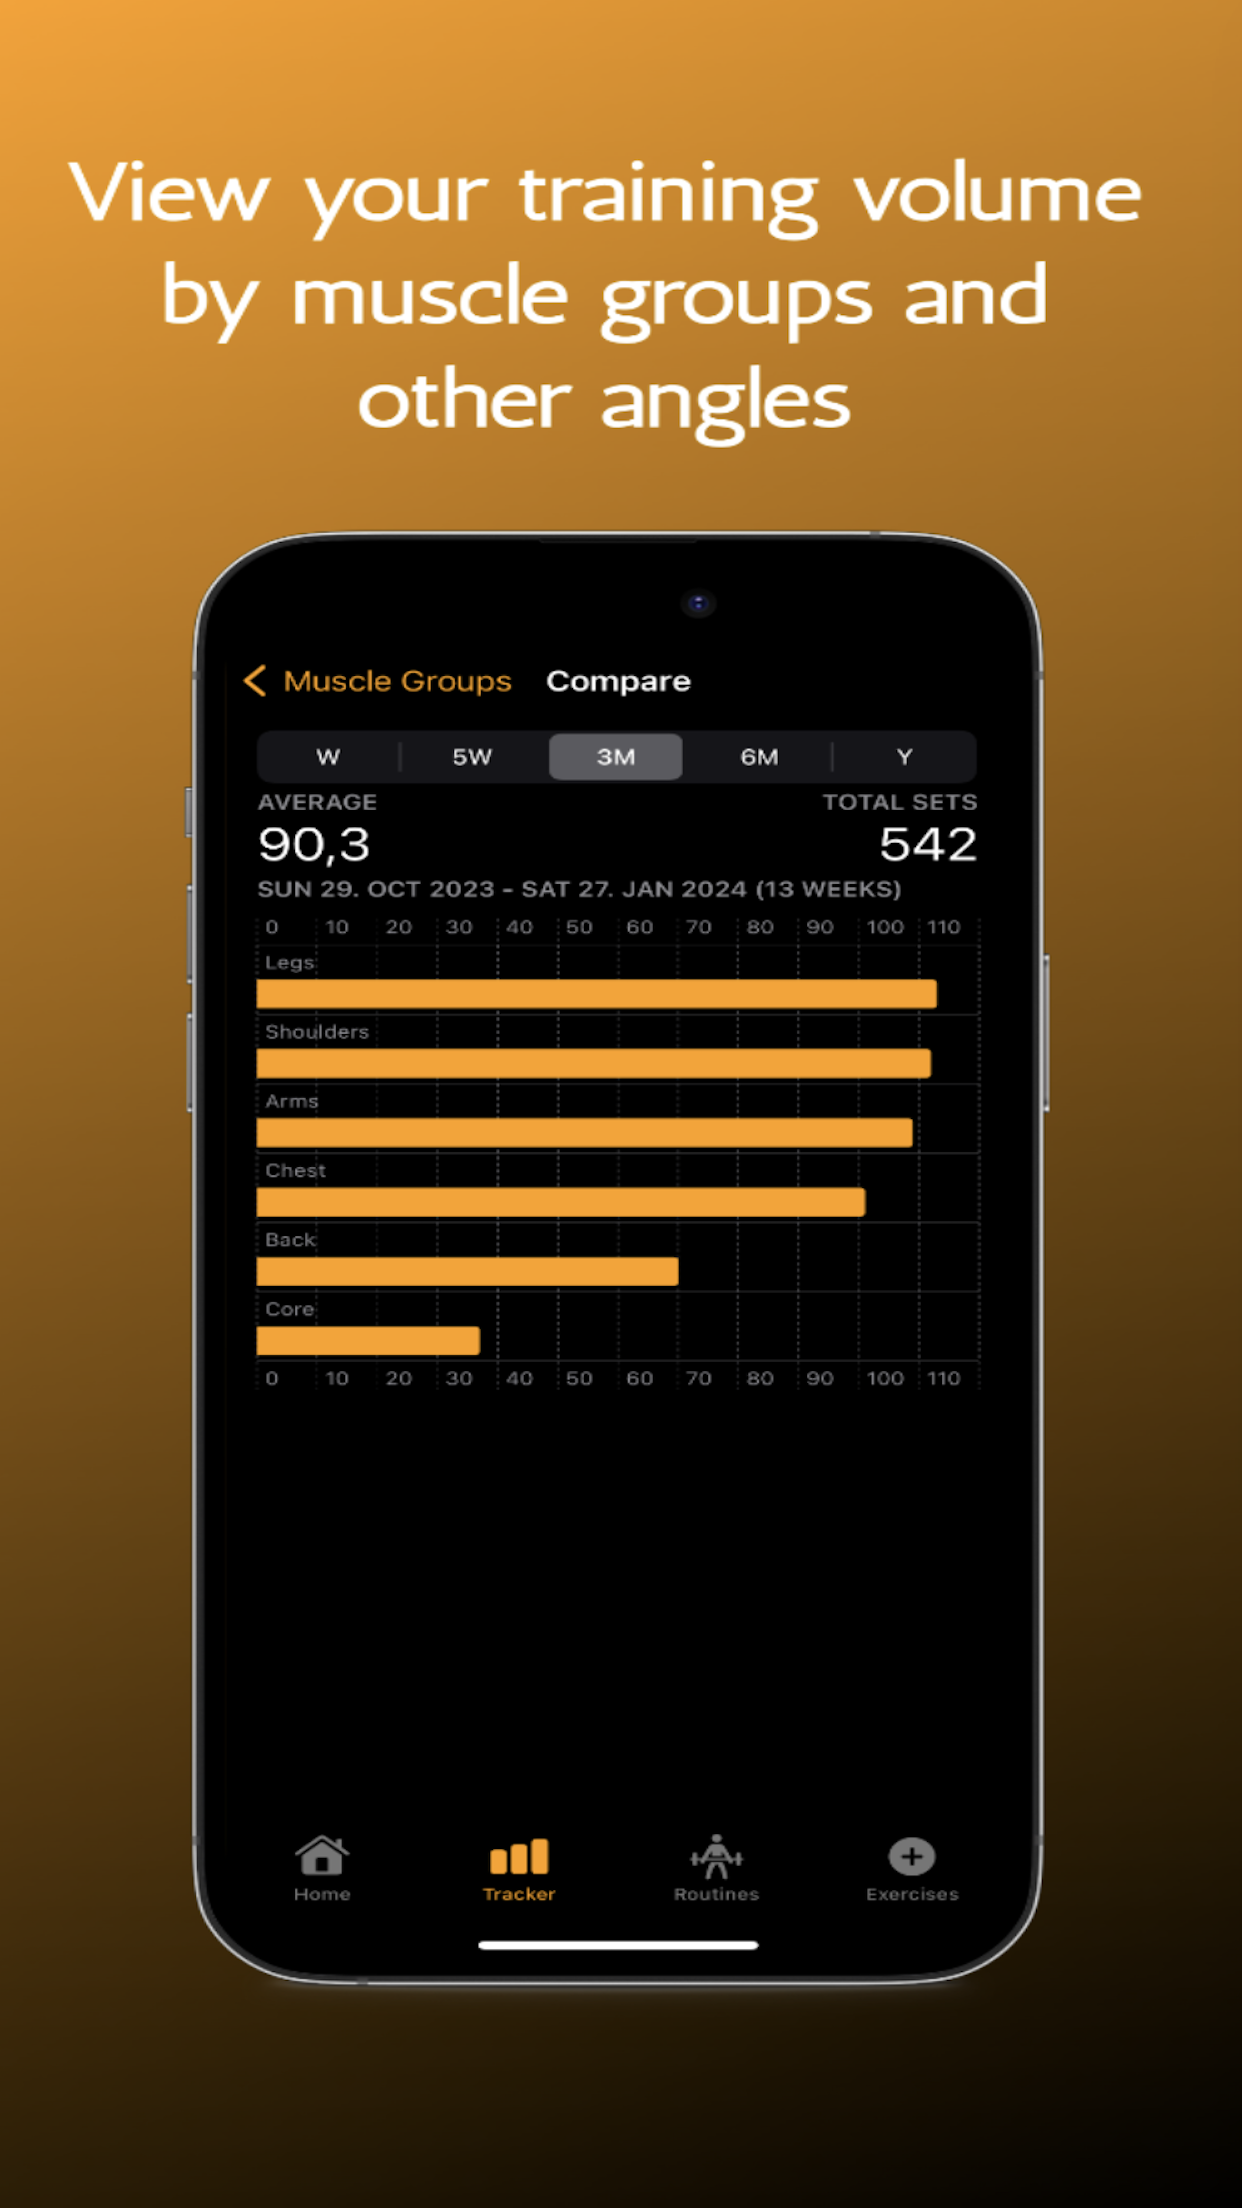 View your training volume
by muscle groups and
other angles
Muscle Groups Compare
W 5W 3M 6M Y
AVERAGE TOTAL SETS
90,3 542
SUN 29. OCT 2023 – SAT 27. JAN 2024 (13 WEEKS)
0 10 20 30 40 50 60 70 80 90 100 110
Legs
Shoulders
Arms
Chest
Back
Core
0 10 20 30 40 50 60 70 80 90 100 110
Home Tracker Routines Exercises